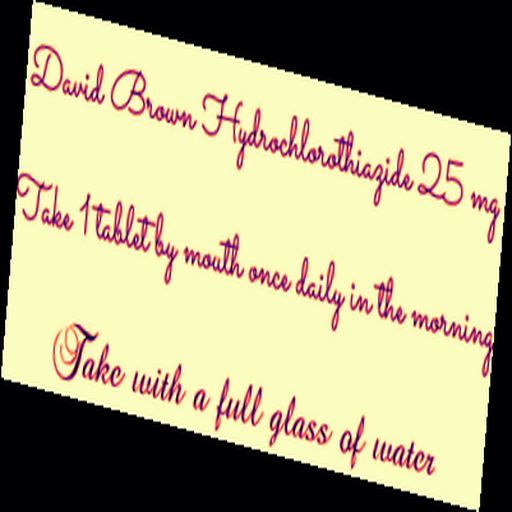 David Brown Hydrochlorothiazide 25 mg
Take 1 tablet by mouth once daily in the morning
Take with a full glass of water